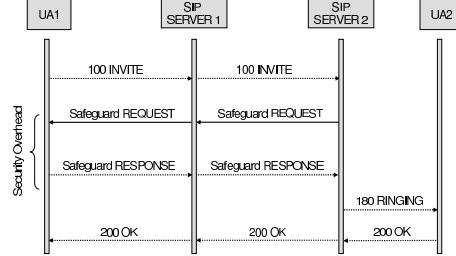 UA1
SIP
SERVER 1
SIP
SERVER 2
UA2
100 INVITE
100 INVITE
Safeguard REQUEST
Safeguard REQUEST
Security Overhead
Safeguard RESPONSE
Safeguard RESPONSE
180 RINGING
200 OK
200 OK
200 OK